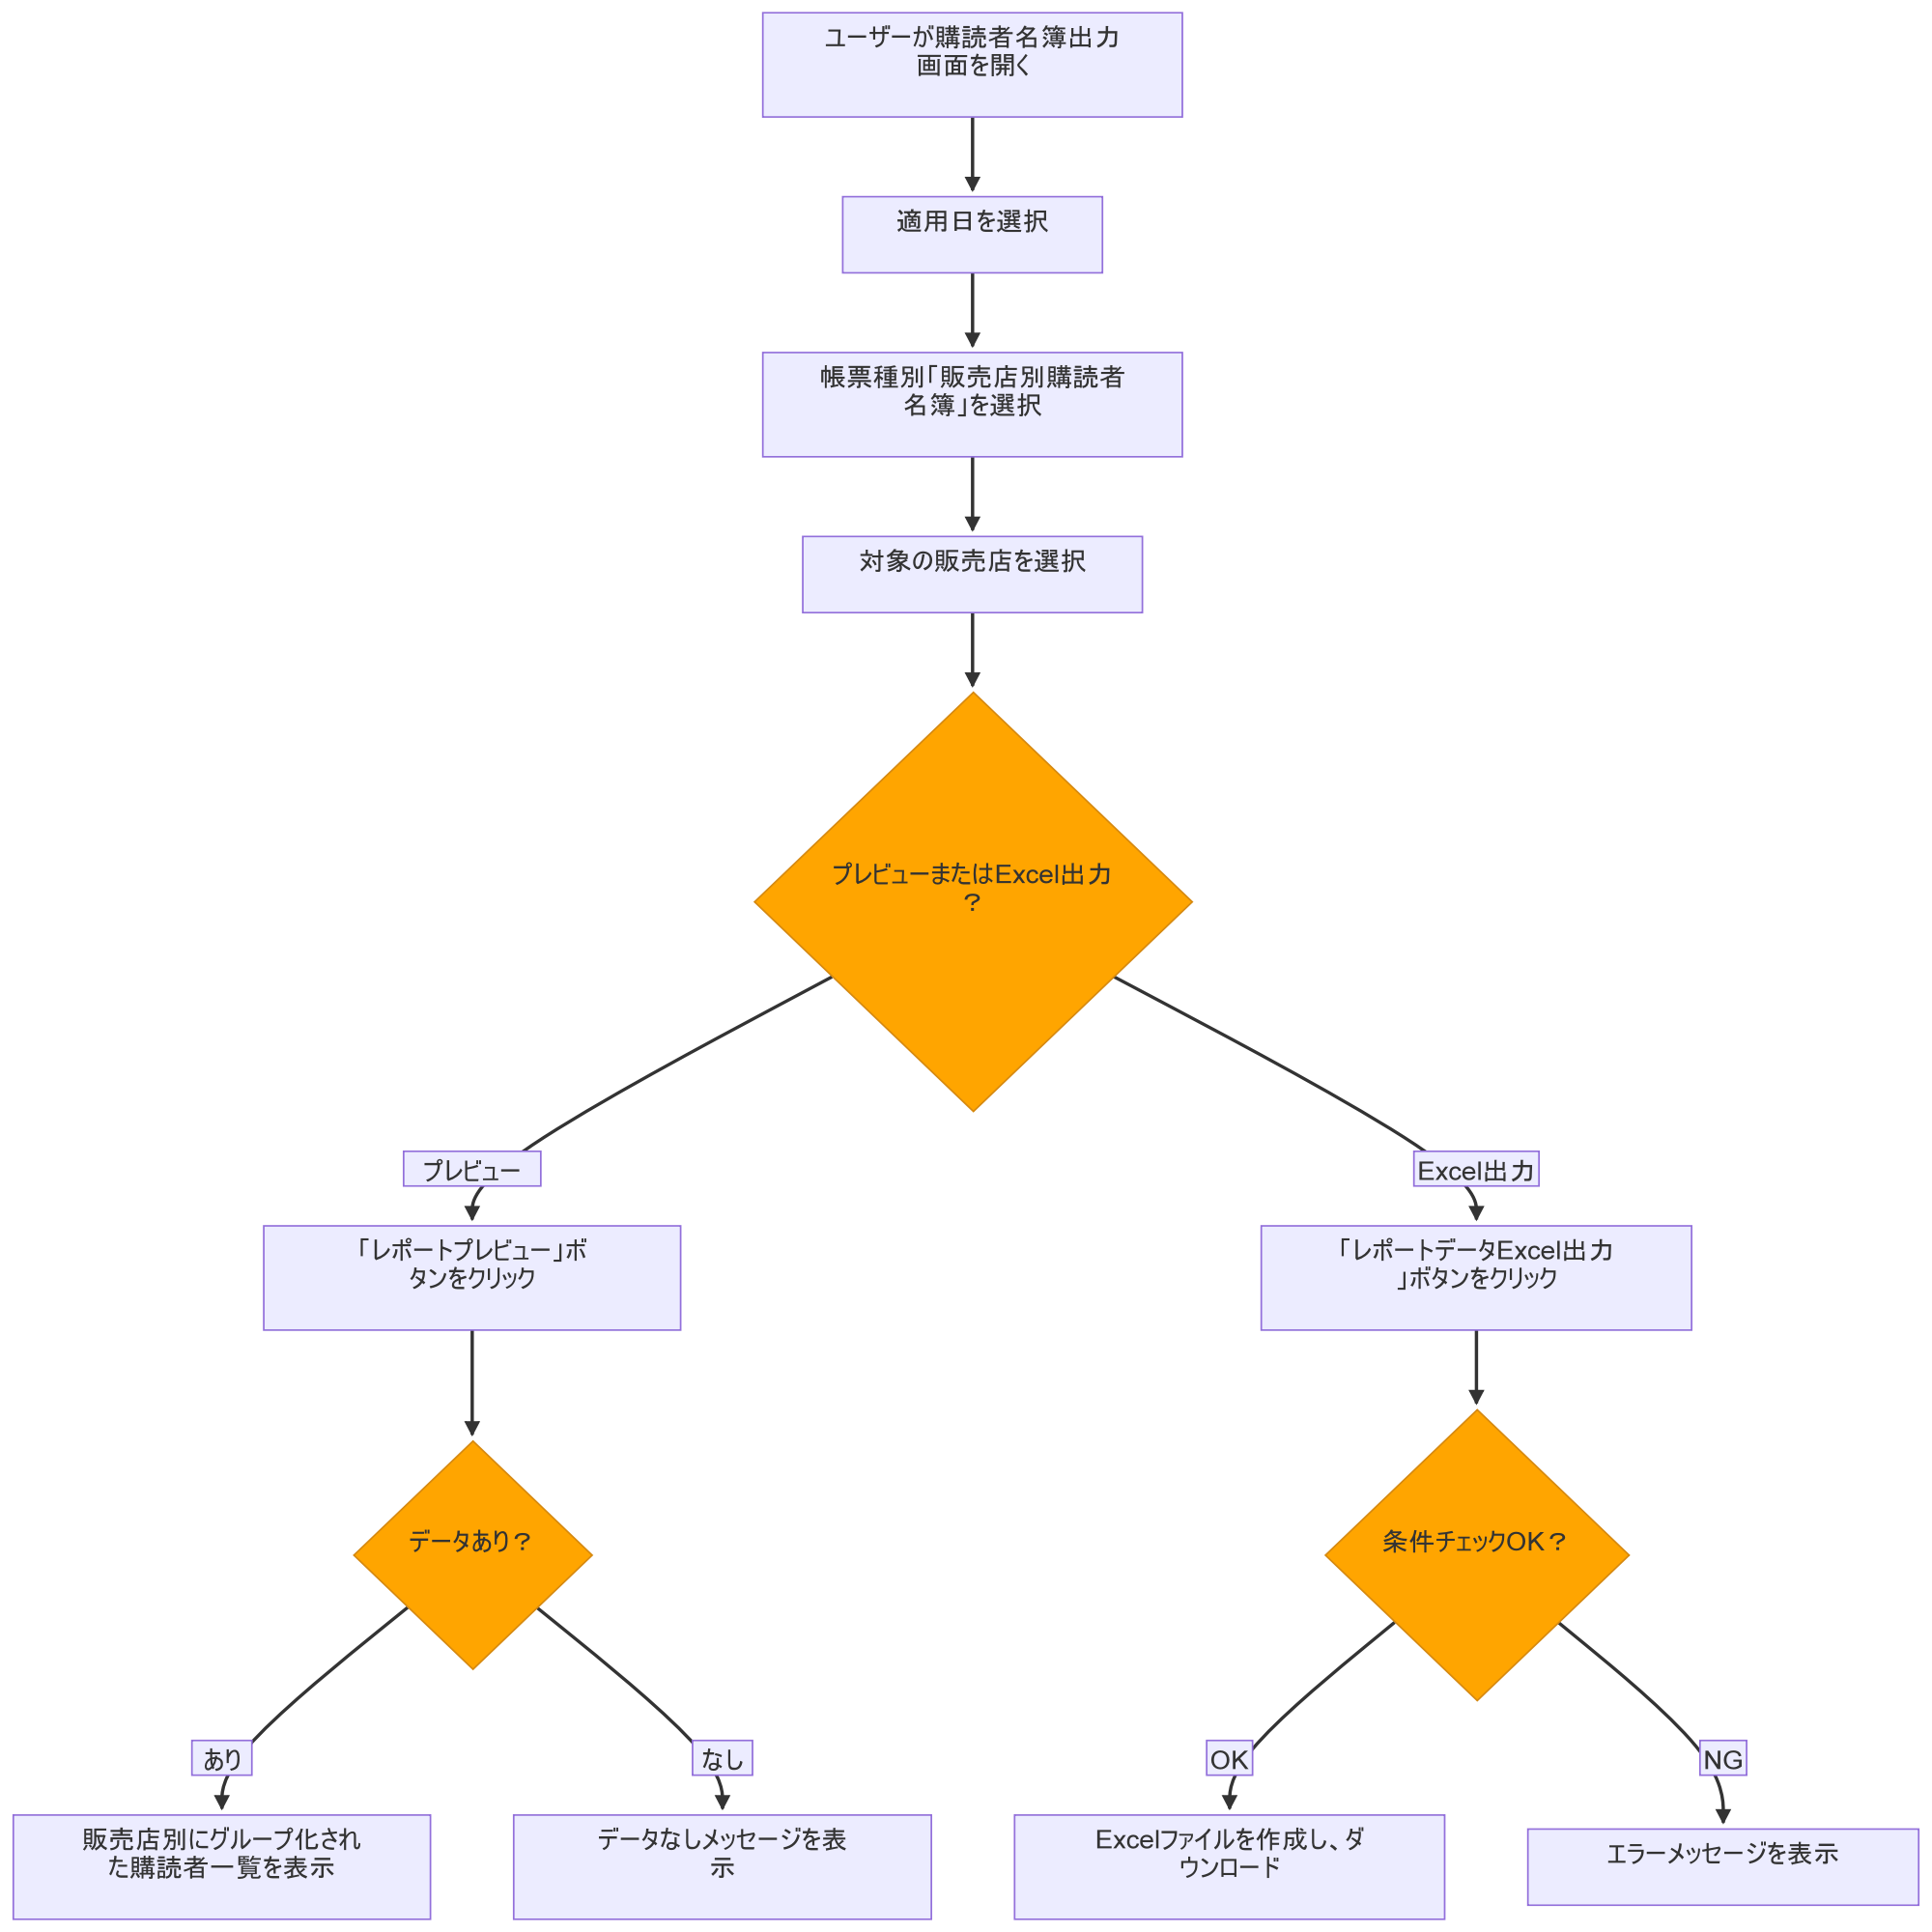 ユーザーが購読者名簿出力
画面を開く
適用日を選択
帳票種別「販売店別購読者
名簿」を選択
対象の販売店を選択
プレビューまたはExcel出力
？
プレビュー
Excel出力
「レポートプレビュー」ボ
タンをクリック
「レポートデータExcel出力
」ボタンをクリック
データあり？
条件チェックOK？
あり
なし
OK
NG
販売店別にグループ化され
た購読者一覧を表示
データなしメッセージを表
示
Excelファイルを作成し、ダ
ウンロード
エラーメッセージを表示